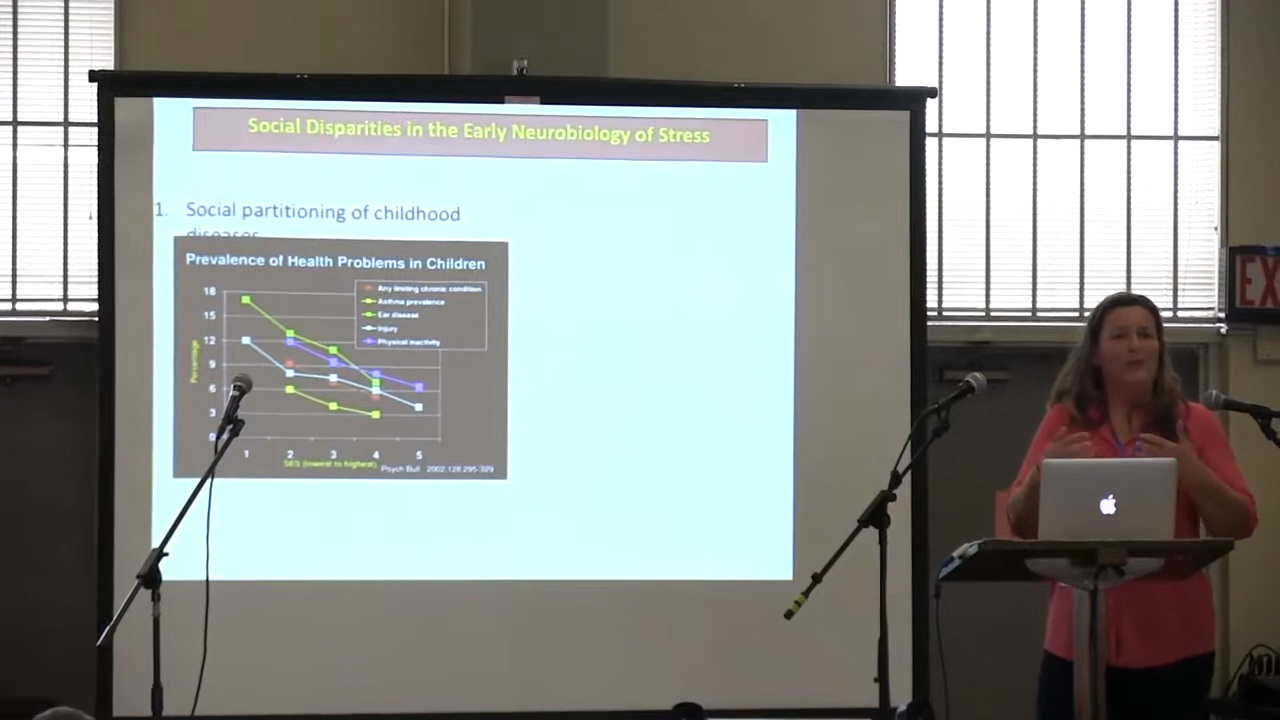 Social Disparities in the Early Neurobiology of Stress
1. Social partitioning of childhood
diseases
Prevalence of Health Problems in Children
Any limiting chronic condition
Asthma prevalence
Ear disease
Injury
Physical inactivity
18
15
12
9
6
3
0
Percentage
1 2 3 4 5
SES (lowest to highest)
Psych Bull. 2002;128:295-329
EX